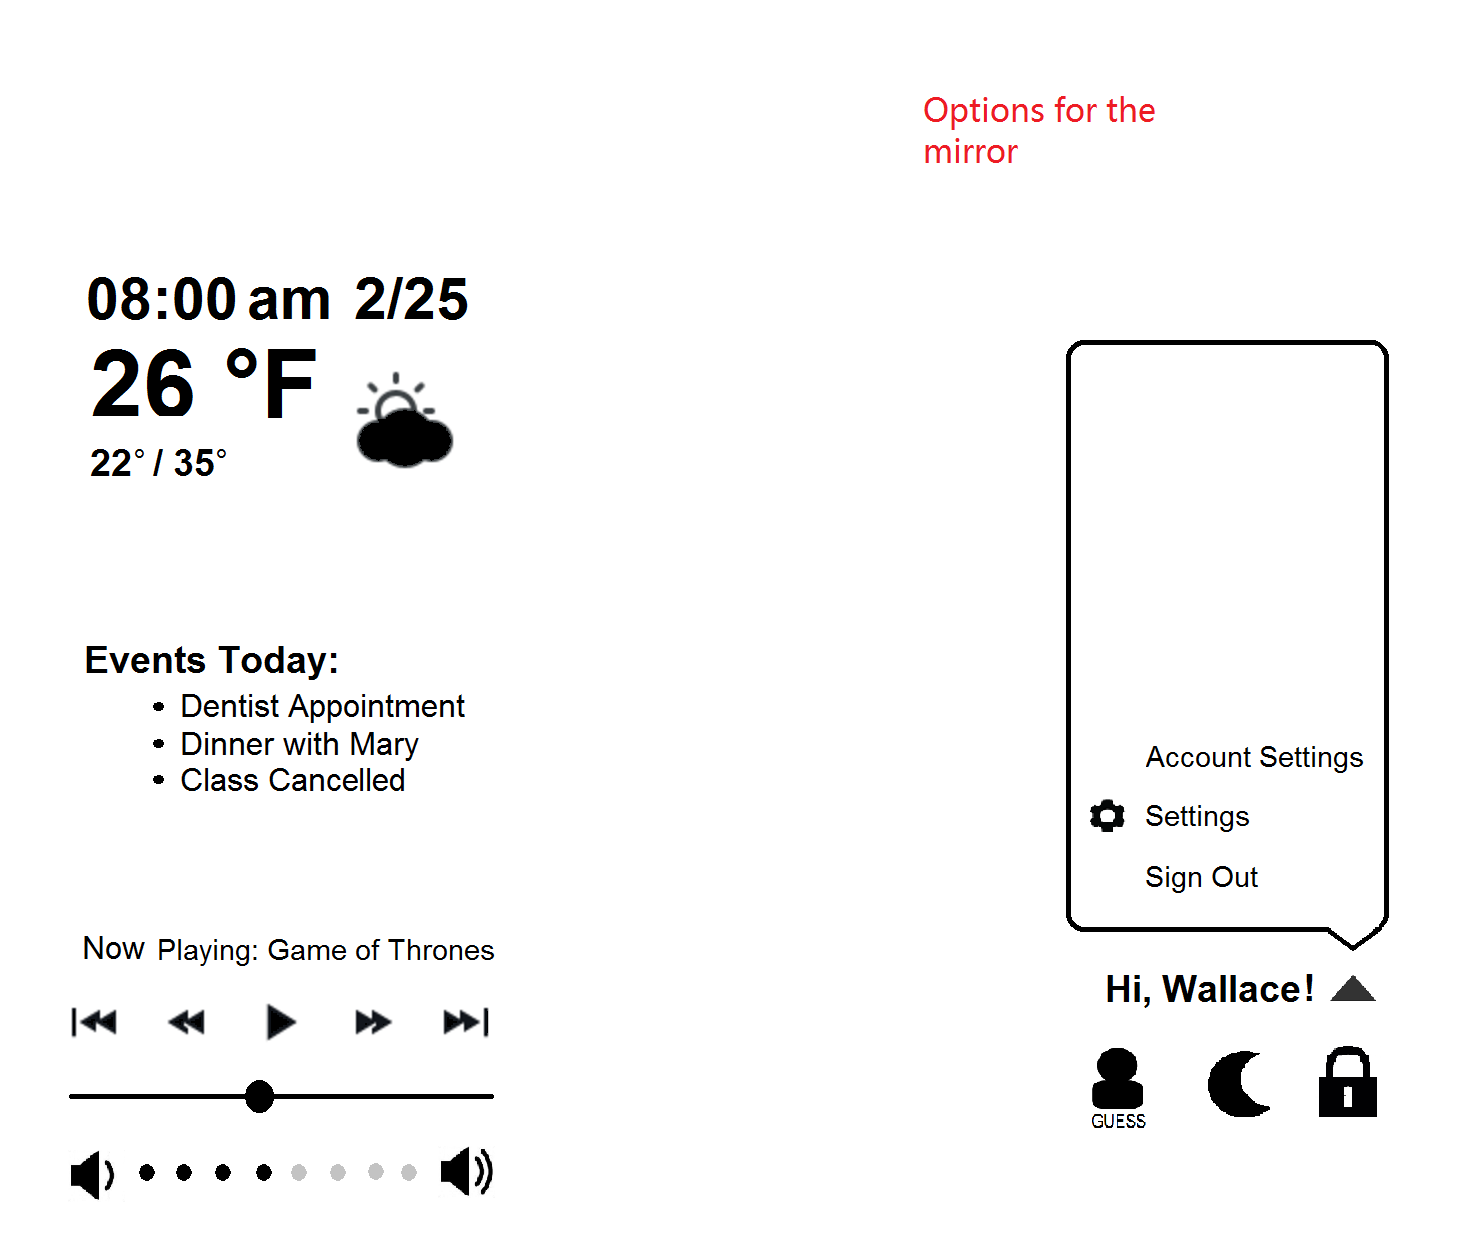 Options for the
mirror
08:00 am 2/25
26 °F
22° / 35°
Events Today:
• Dentist Appointment
• Dinner with Mary
• Class Cancelled
Now Playing: Game of Thrones
Account Settings
Settings
Sign Out
Hi, Wallace!
GUESS